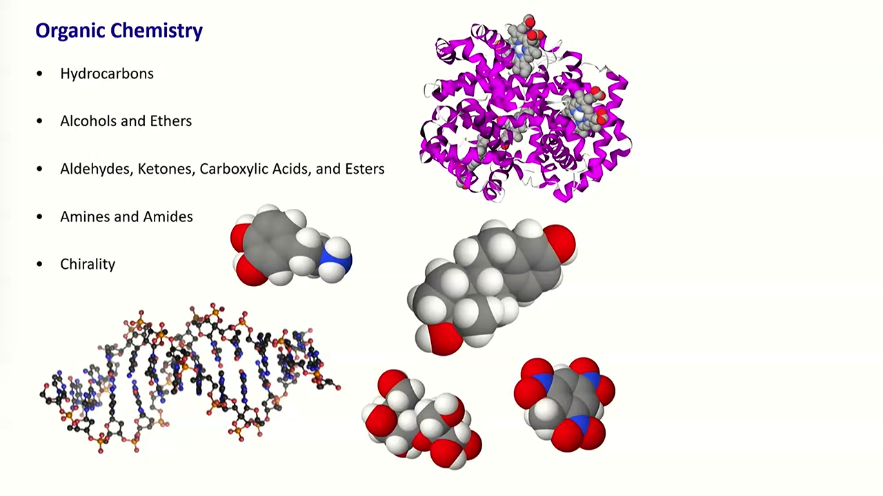 Organic Chemistry
• Hydrocarbons
• Alcohols and Ethers
• Aldehydes, Ketones, Carboxylic Acids, and Esters
• Amines and Amides
• Chirality